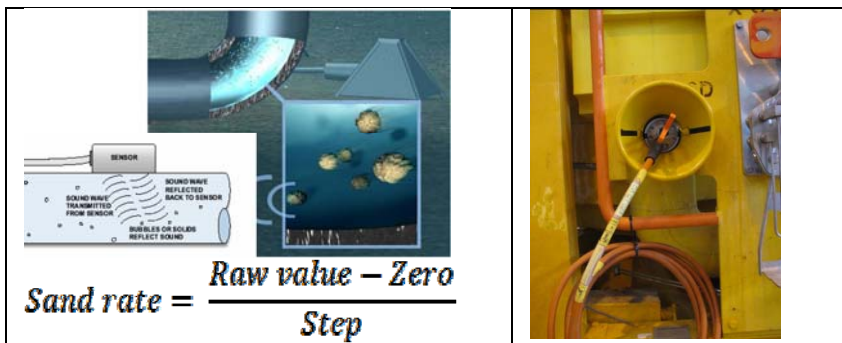 SENSOR
SOUND WAVE
REFLECTED
BACK TO SENSOR
SOUND WAVE
TRANSMITTED
FROM SENSOR
BUBBLES OR SOLIDS
REFLECT SOUND
Sand rate = (Raw value − Zero) / Step